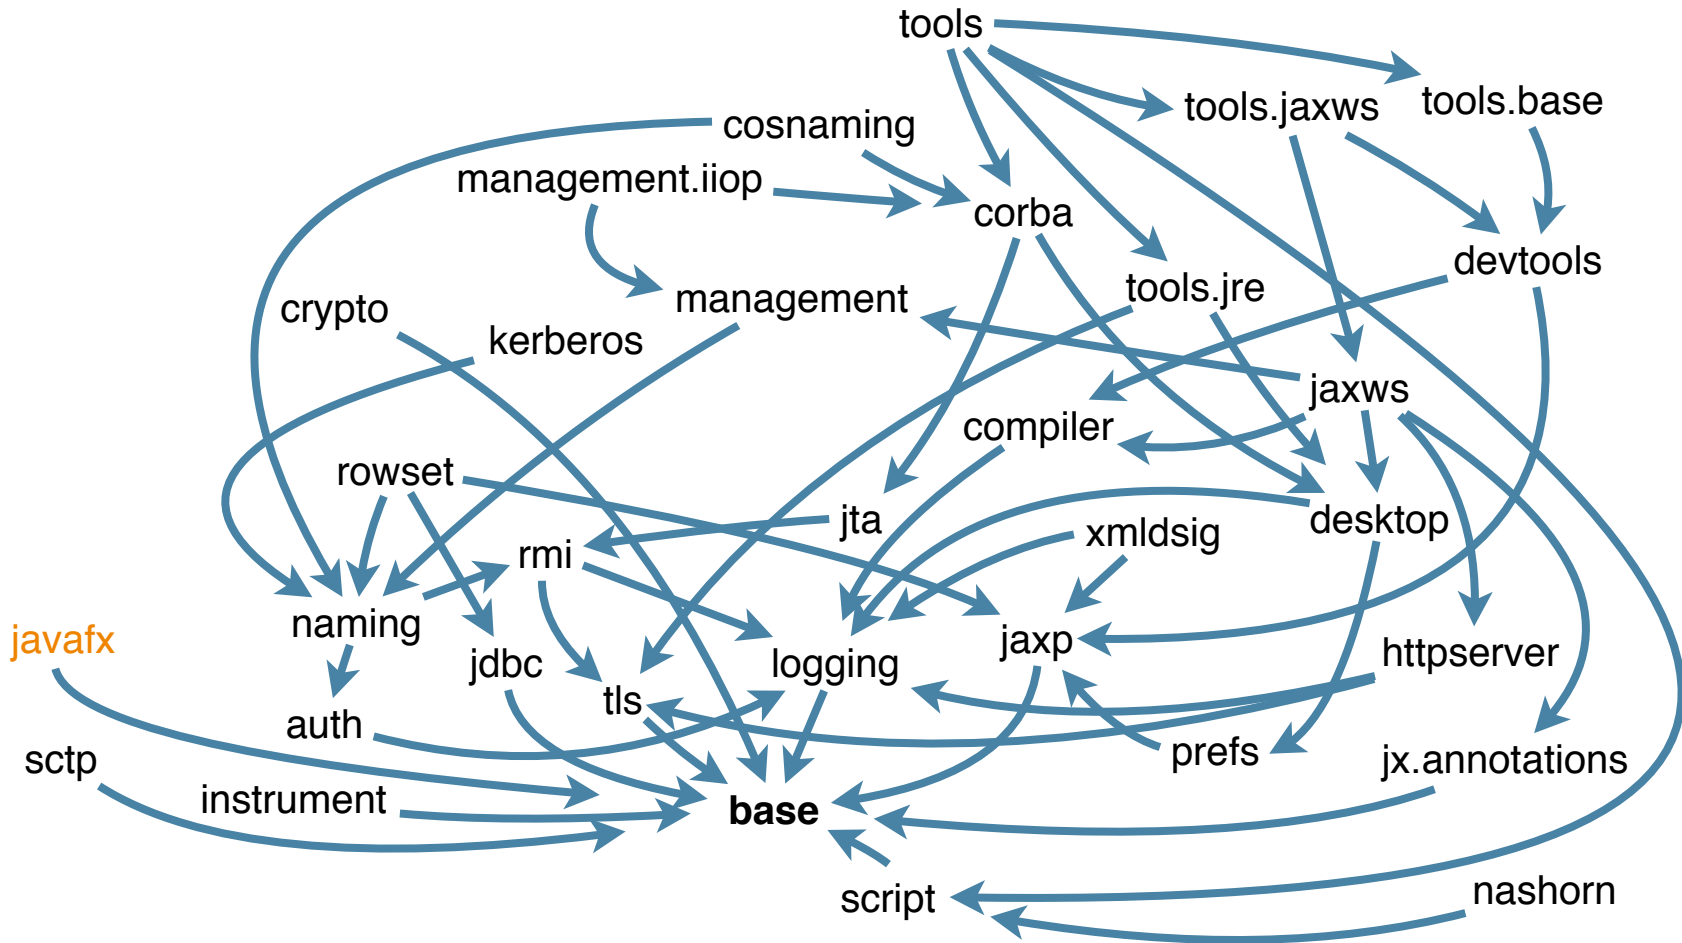 tools
tools.base
tools.jaxws
cosnaming
management.iiop
corba
devtools
tools.jre
management
crypto
kerberos
jaxws
compiler
rowset
jta
desktop
xmldsig
rmi
naming
javafx
jaxp
httpserver
jdbc
logging
tls
auth
prefs
sctp
jx.annotations
instrument
base
script
nashorn